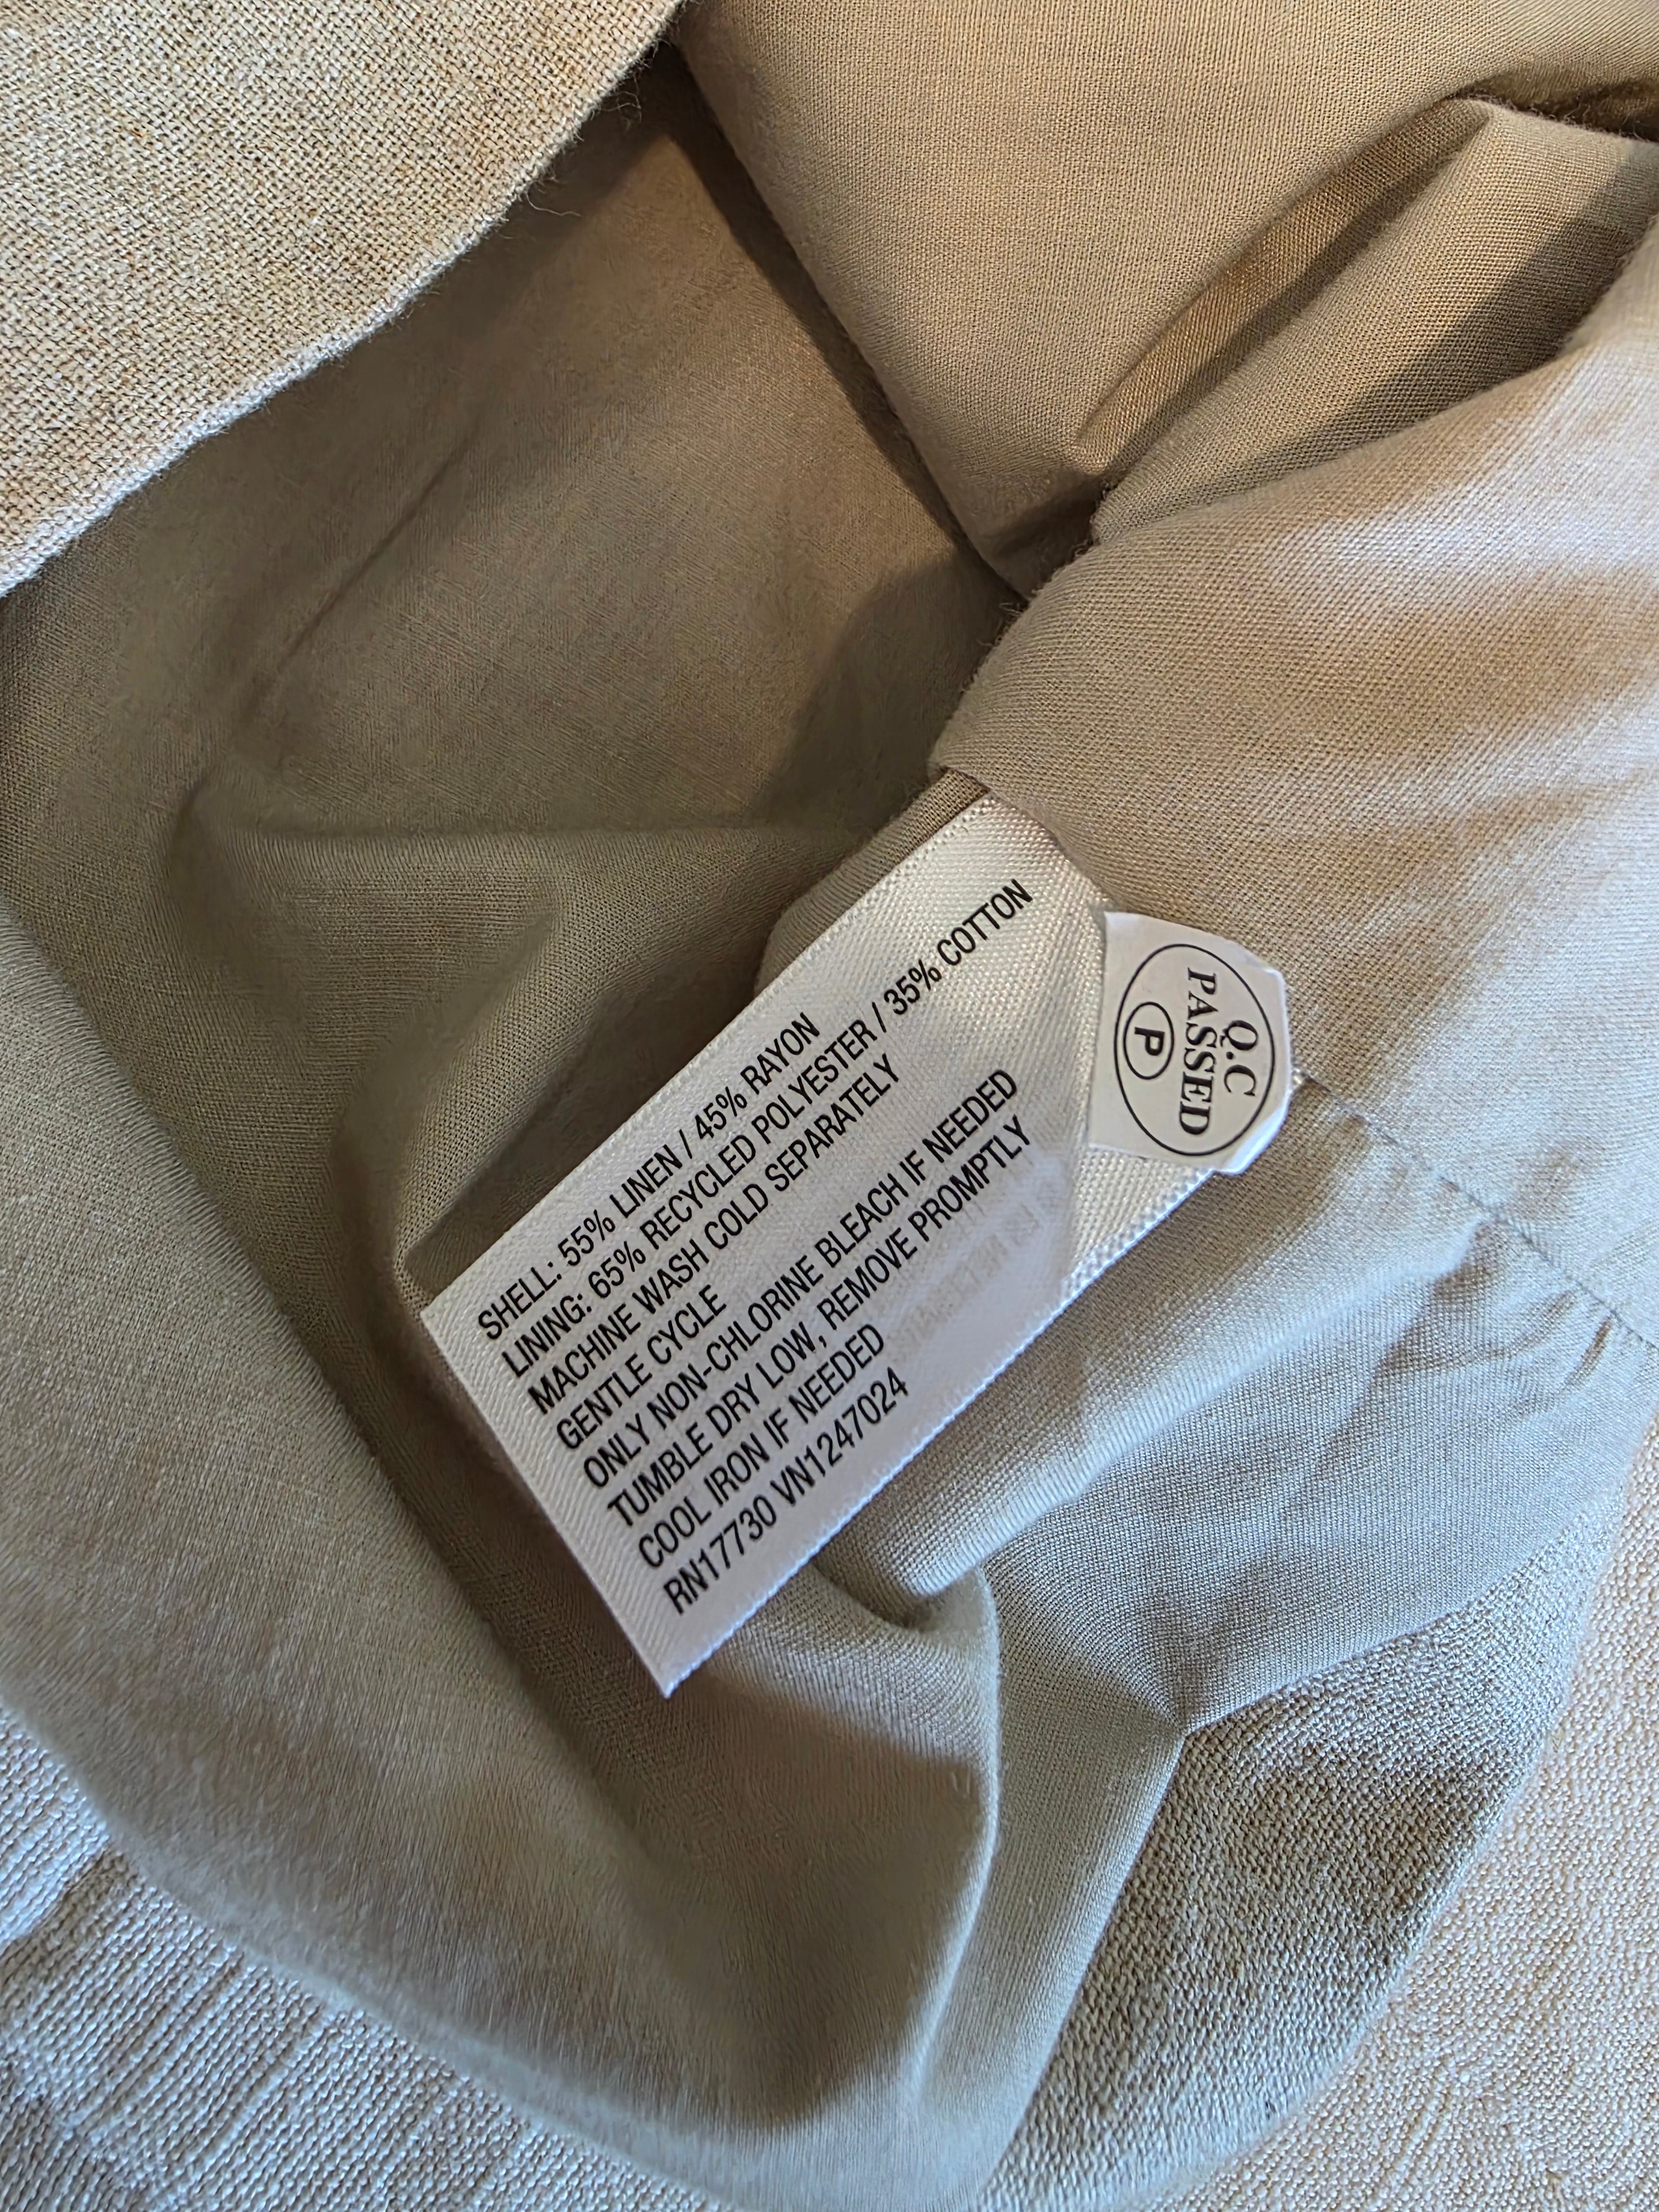 SHELL: 55% LINEN / 45% RAYON
LINING: 65% RECYCLED POLYESTER / 35% COTTON
MACHINE WASH COLD SEPARATELY
GENTLE CYCLE
ONLY NON-CHLORINE BLEACH IF NEEDED
TUMBLE DRY LOW, REMOVE PROMPTLY
COOL IRON IF NEEDED
RN17730 VN1247024
Q.C
PASSED
P